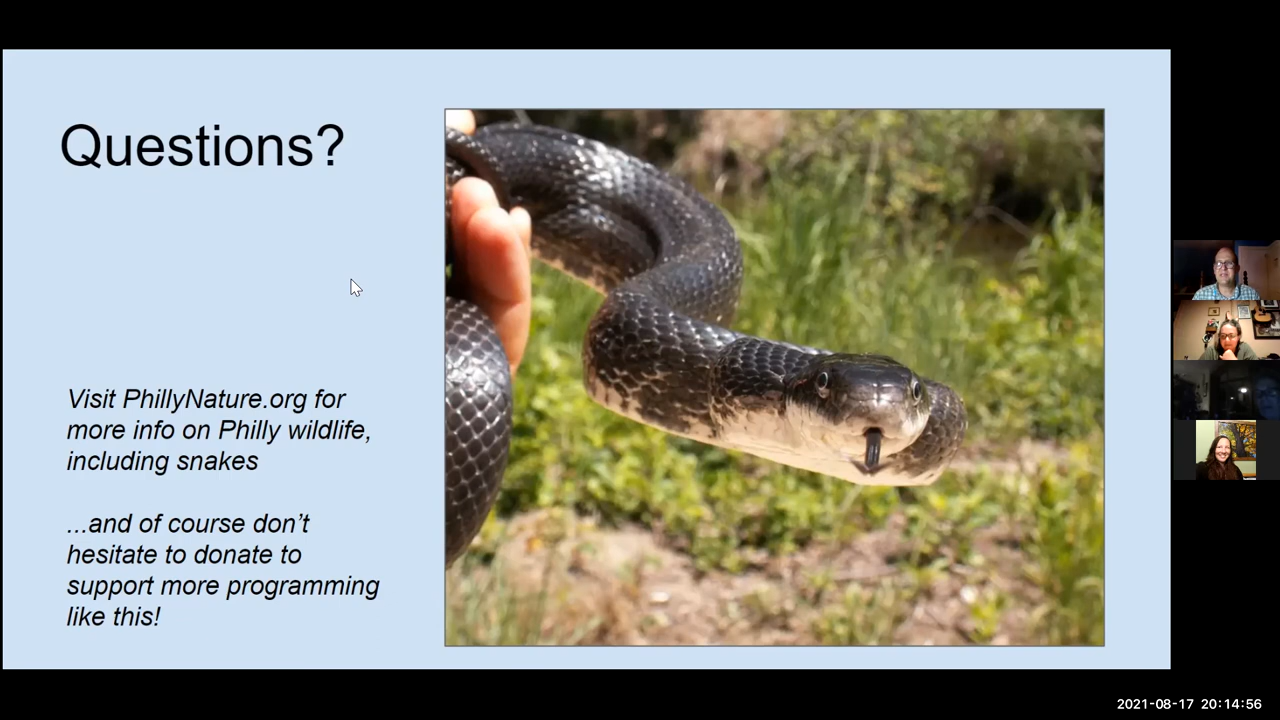 Questions?
Visit PhillyNature.org for
more info on Philly wildlife,
including snakes
...and of course don’t
hesitate to donate to
support more programming
like this!
2021-08-17 20:14:56